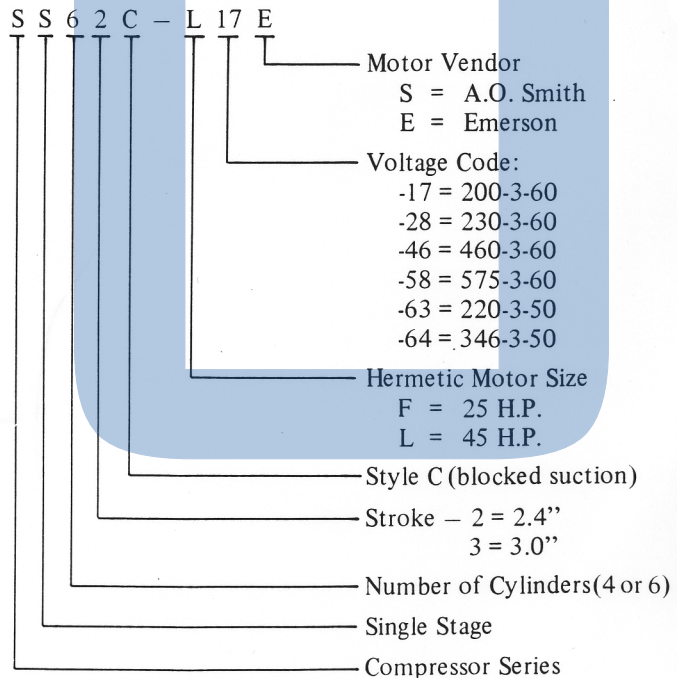 S S 6 2 C – L 17 E
Motor Vendor
S = A.O. Smith
E = Emerson
Voltage Code:
-17 = 200-3-60
-28 = 230-3-60
-46 = 460-3-60
-58 = 575-3-60
-63 = 220-3-50
-64 = 346-3-50
Hermetic Motor Size
F = 25 H.P.
L = 45 H.P.
Style C (blocked suction)
Stroke – 2 = 2.4”
3 = 3.0”
Number of Cylinders(4 or 6)
Single Stage
Compressor Series